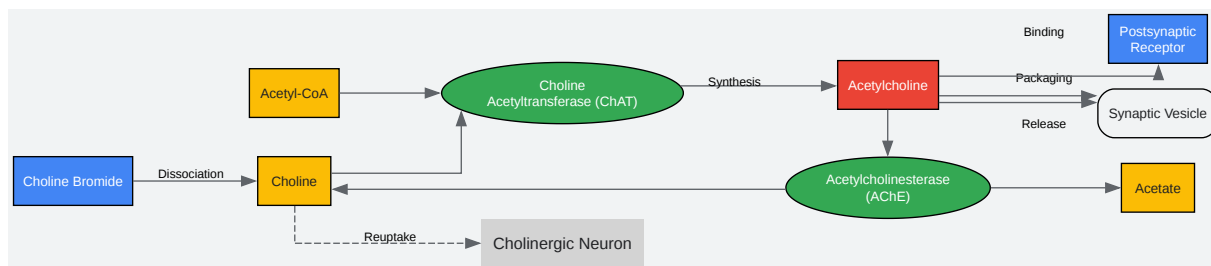 Binding
Postsynaptic
Receptor
Acetyl-CoA
Choline
Acetyltransferase (ChAT)
Synthesis
Acetylcholine
Packaging
Synaptic Vesicle
Release
Choline Bromide
Dissociation
Choline
Acetylcholinesterase
(AChE)
Acetate
Reuptake
Cholinergic Neuron